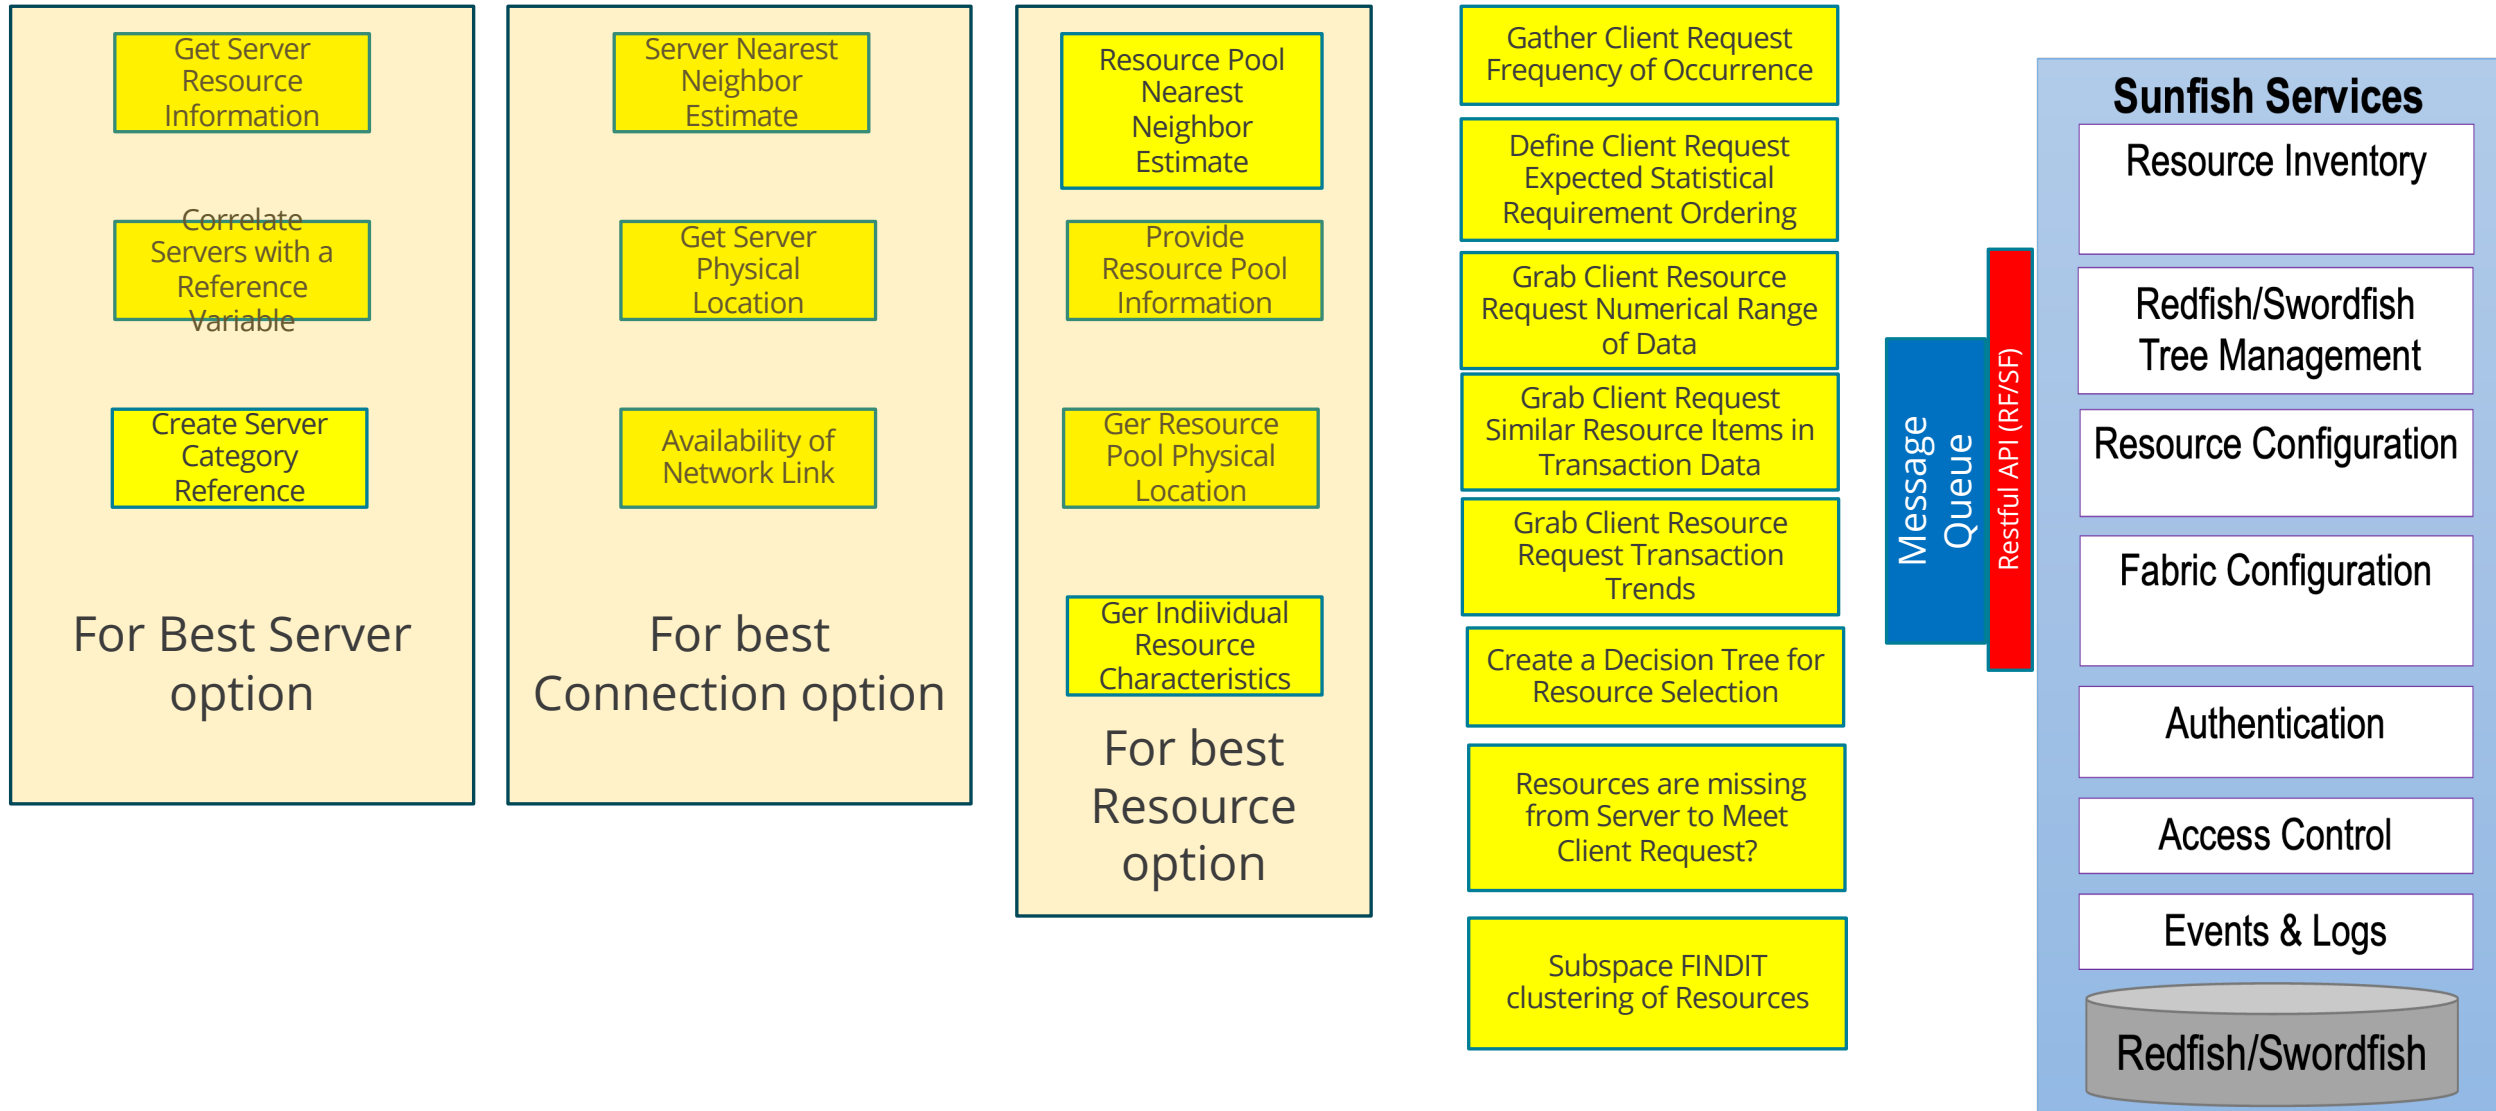 Get Server
Resource
Information
Correlate
Servers with a
Reference
Variable
Create Server
Category
Reference
For Best Server
option
Server Nearest
Neighbor
Estimate
Get Server
Physical
Location
Availability of
Network Link
For best
Connection option
Resource Pool
Nearest
Neighbor
Estimate
Provide
Resource Pool
Information
Ger Resource
Pool Physical
Location
Ger Indiividual
Resource
Characteristics
For best
Resource
option
Gather Client Request
Frequency of Occurrence
Define Client Request
Expected Statistical
Requirement Ordering
Grab Client Resource
Request Numerical Range
of Data
Grab Client Request
Similar Resource Items in
Transaction Data
Grab Client Resource
Request Transaction
Trends
Create a Decision Tree for
Resource Selection
Resources are missing
from Server to Meet
Client Request?
Subspace FINDIT
clustering of Resources
Message
Queue
Restful API (RF/SF)
Sunfish Services
Resource Inventory
Redfish/Swordfish
Tree Management
Resource Configuration
Fabric Configuration
Authentication
Access Control
Events & Logs
Redfish/Swordfish